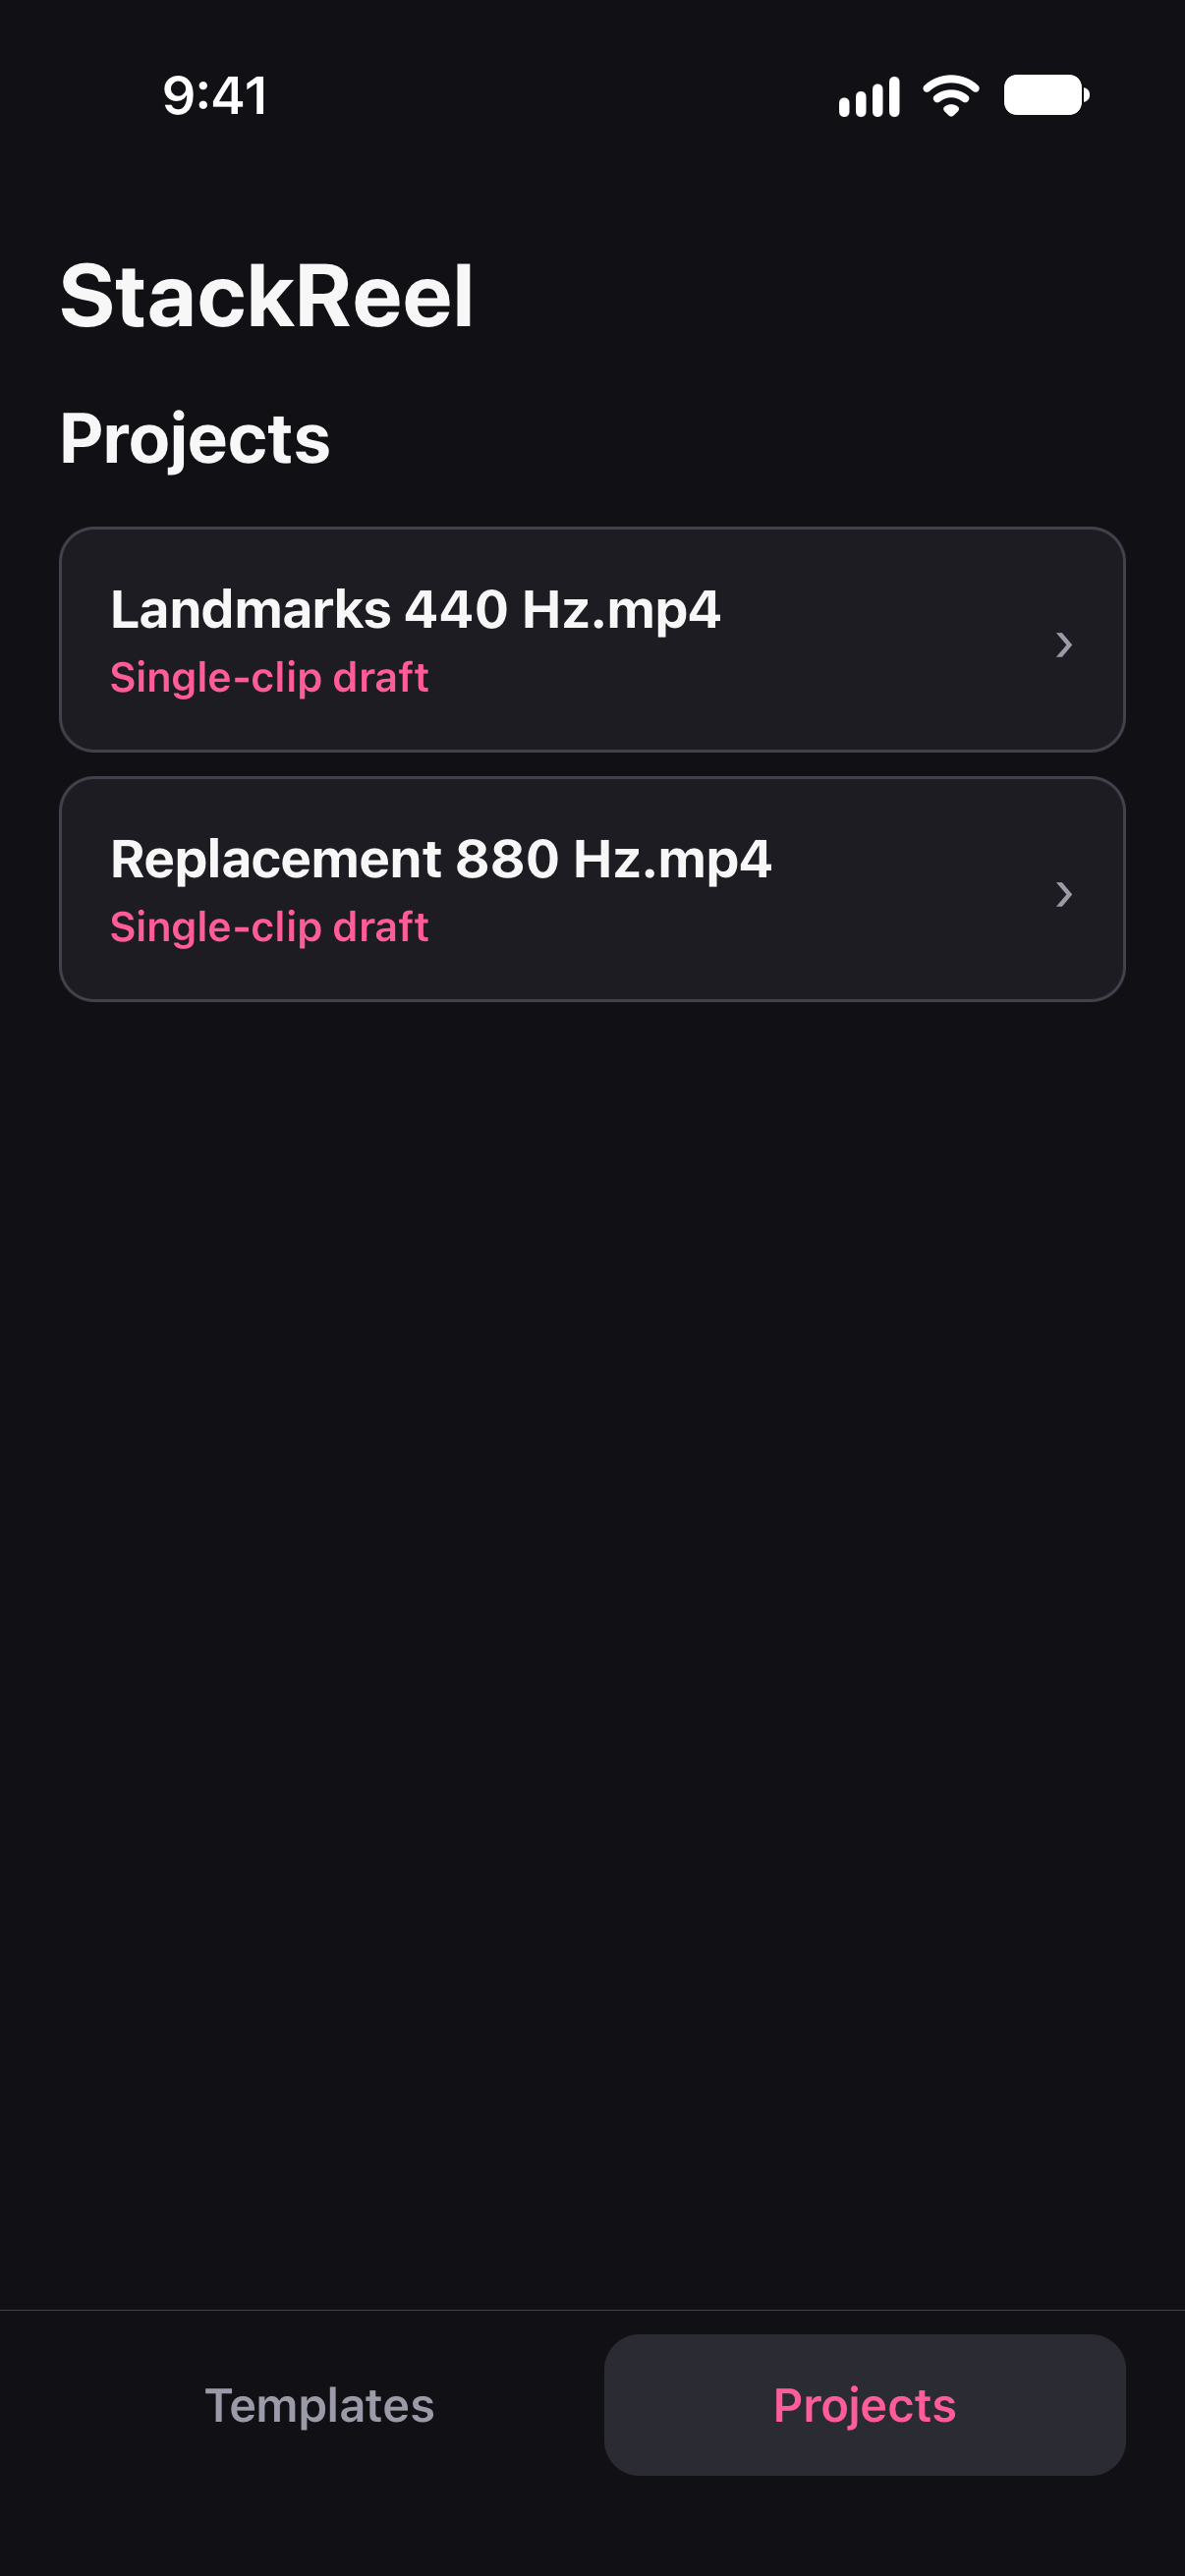 9:41
StackReel
Projects
Landmarks 440 Hz.mp4
Single-clip draft
Replacement 880 Hz.mp4
Single-clip draft
Templates
Projects